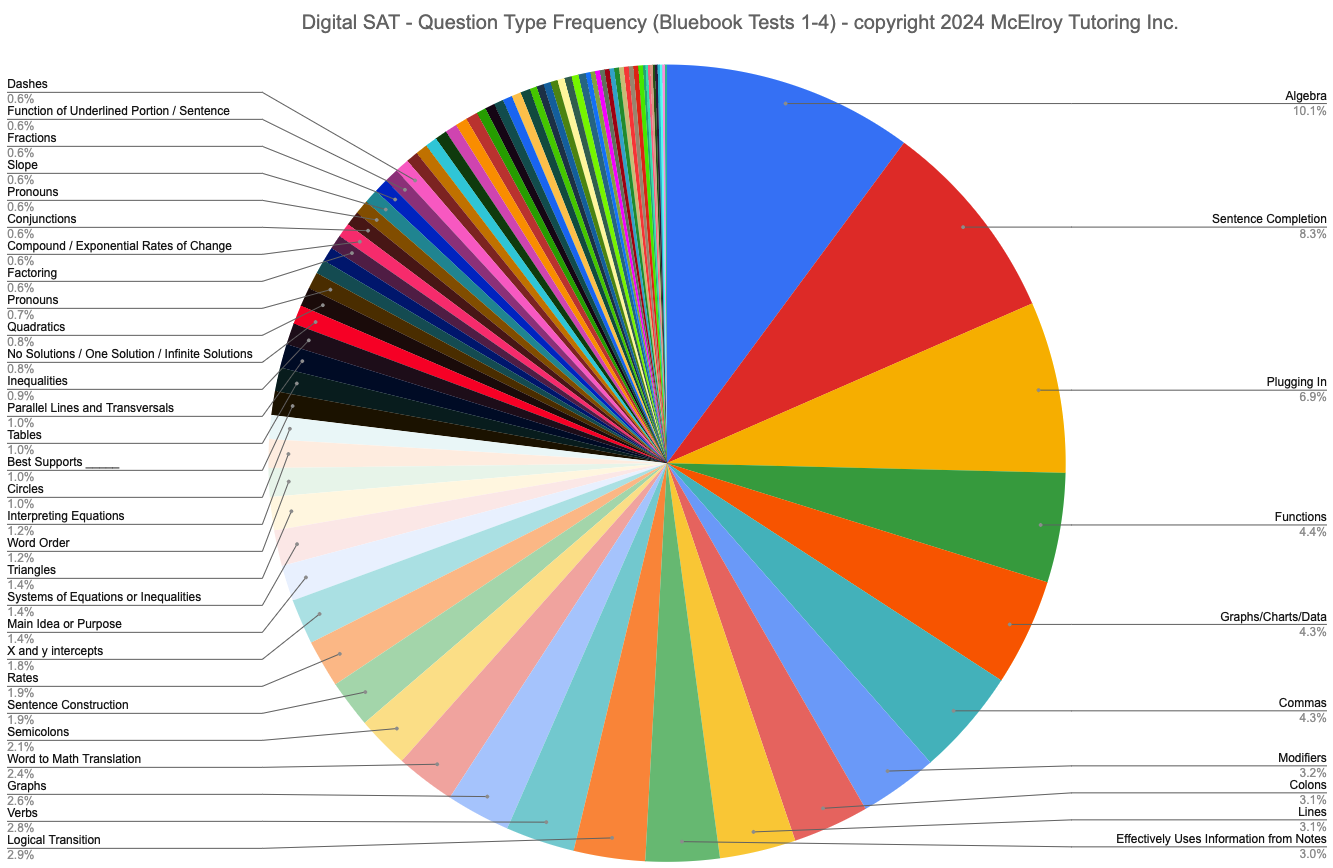 Digital SAT - Question Type Frequency (Bluebook Tests 1-4) - copyright 2024 McElroy Tutoring Inc.
Dashes
0.6%
Function of Underlined Portion / Sentence
0.6%
Fractions
0.6%
Slope
0.6%
Pronouns
0.6%
Conjunctions
0.6%
Compound / Exponential Rates of Change
0.6%
Factoring
0.6%
Pronouns
0.7%
Quadratics
0.8%
No Solutions / One Solution / Infinite Solutions
0.8%
Inequalities
0.9%
Parallel Lines and Transversals
1.0%
Tables
1.0%
Best Supports _____
1.0%
Circles
1.0%
Interpreting Equations
1.2%
Word Order
1.2%
Triangles
1.4%
Systems of Equations or Inequalities
1.4%
Main Idea or Purpose
1.4%
X and y intercepts
1.8%
Rates
1.9%
Sentence Construction
1.9%
Semicolons
2.1%
Word to Math Translation
2.4%
Graphs
2.6%
Verbs
2.8%
Logical Transition
2.9%
Algebra
10.1%
Sentence Completion
8.3%
Plugging In
6.9%
Functions
4.4%
Graphs/Charts/Data
4.3%
Commas
4.3%
Modifiers
3.2%
Colons
3.1%
Lines
3.1%
Effectively Uses Information from Notes
3.0%